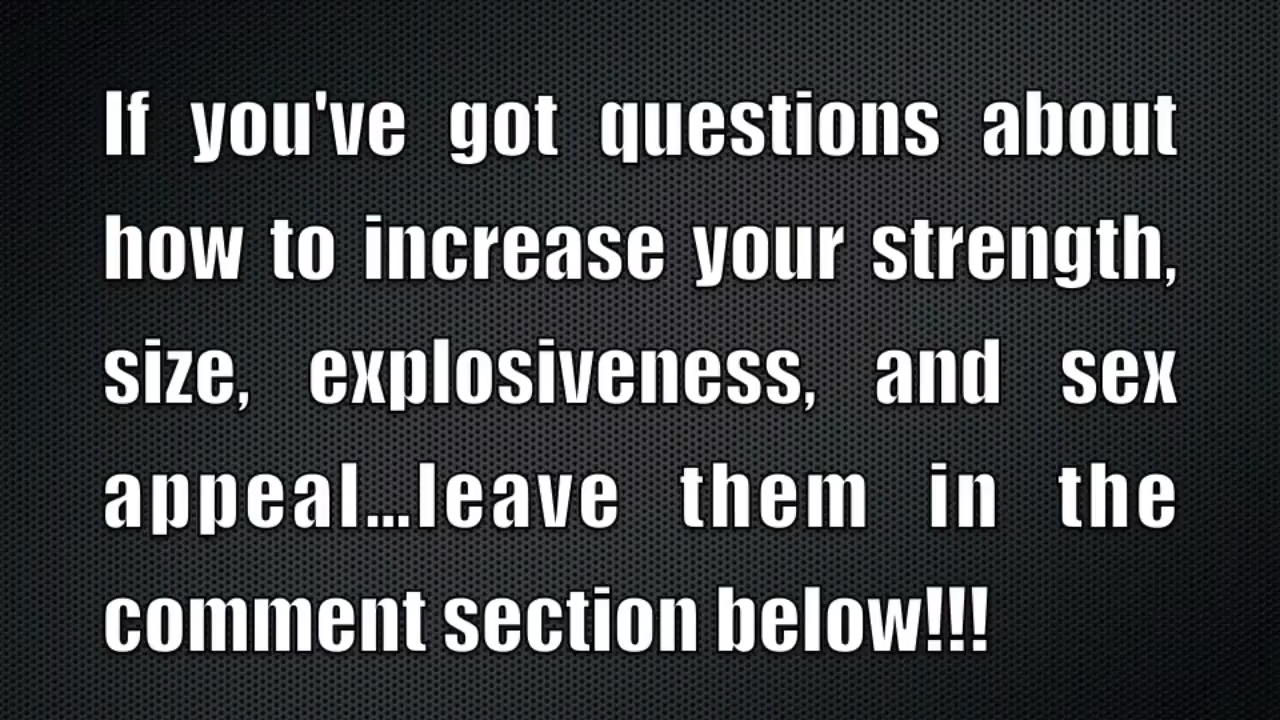 If you've got questions about
how to increase your strength,
size, explosiveness, and sex
appeal...leave them in the
comment section below!!!